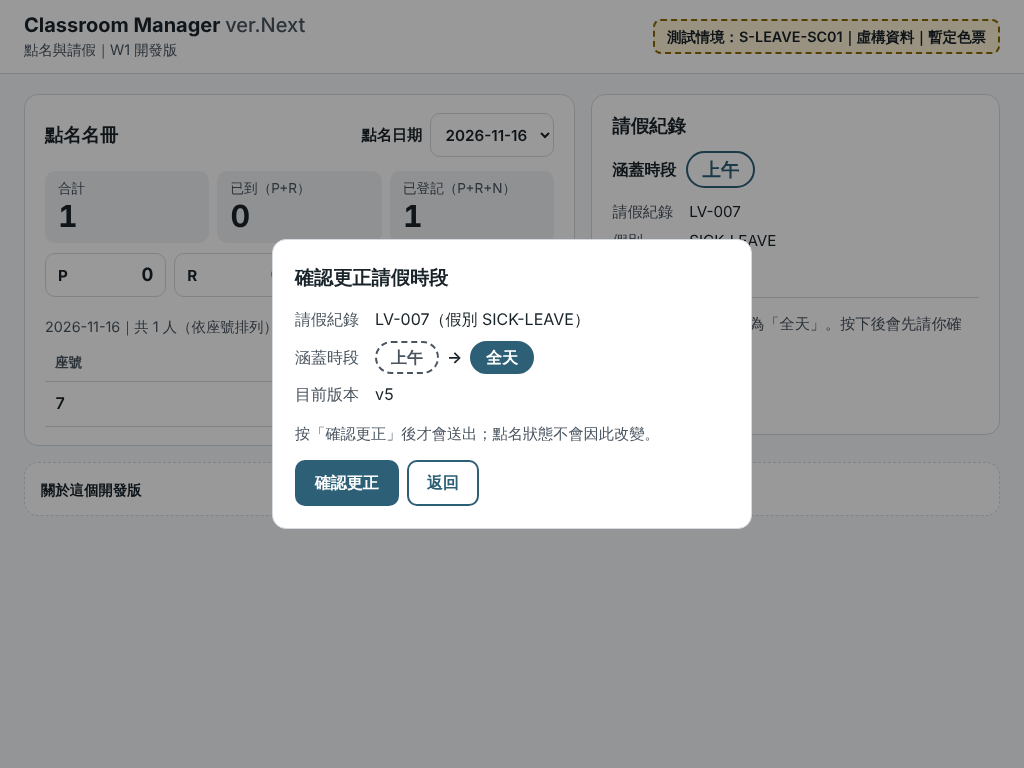 Classroom Manager ver.Next
點名與請假｜W1 開發版
測試情境：S-LEAVE-SC01｜虛構資料｜暫定色票
點名名冊
點名日期
2026-11-16
合計
1
已到（P+R）
0
已登記（P+R+N）
1
P
0
R
2026-11-16｜共 1 人（依座號排列）
座號
7
請假紀錄
涵蓋時段
上午
請假紀錄
LV-007
為「全天」。按下後會先請你確
確認更正請假時段
請假紀錄
LV-007（假別 SICK-LEAVE）
涵蓋時段
上午
→
全天
目前版本
v5
按「確認更正」後才會送出；點名狀態不會因此改變。
確認更正
返回
關於這個開發版